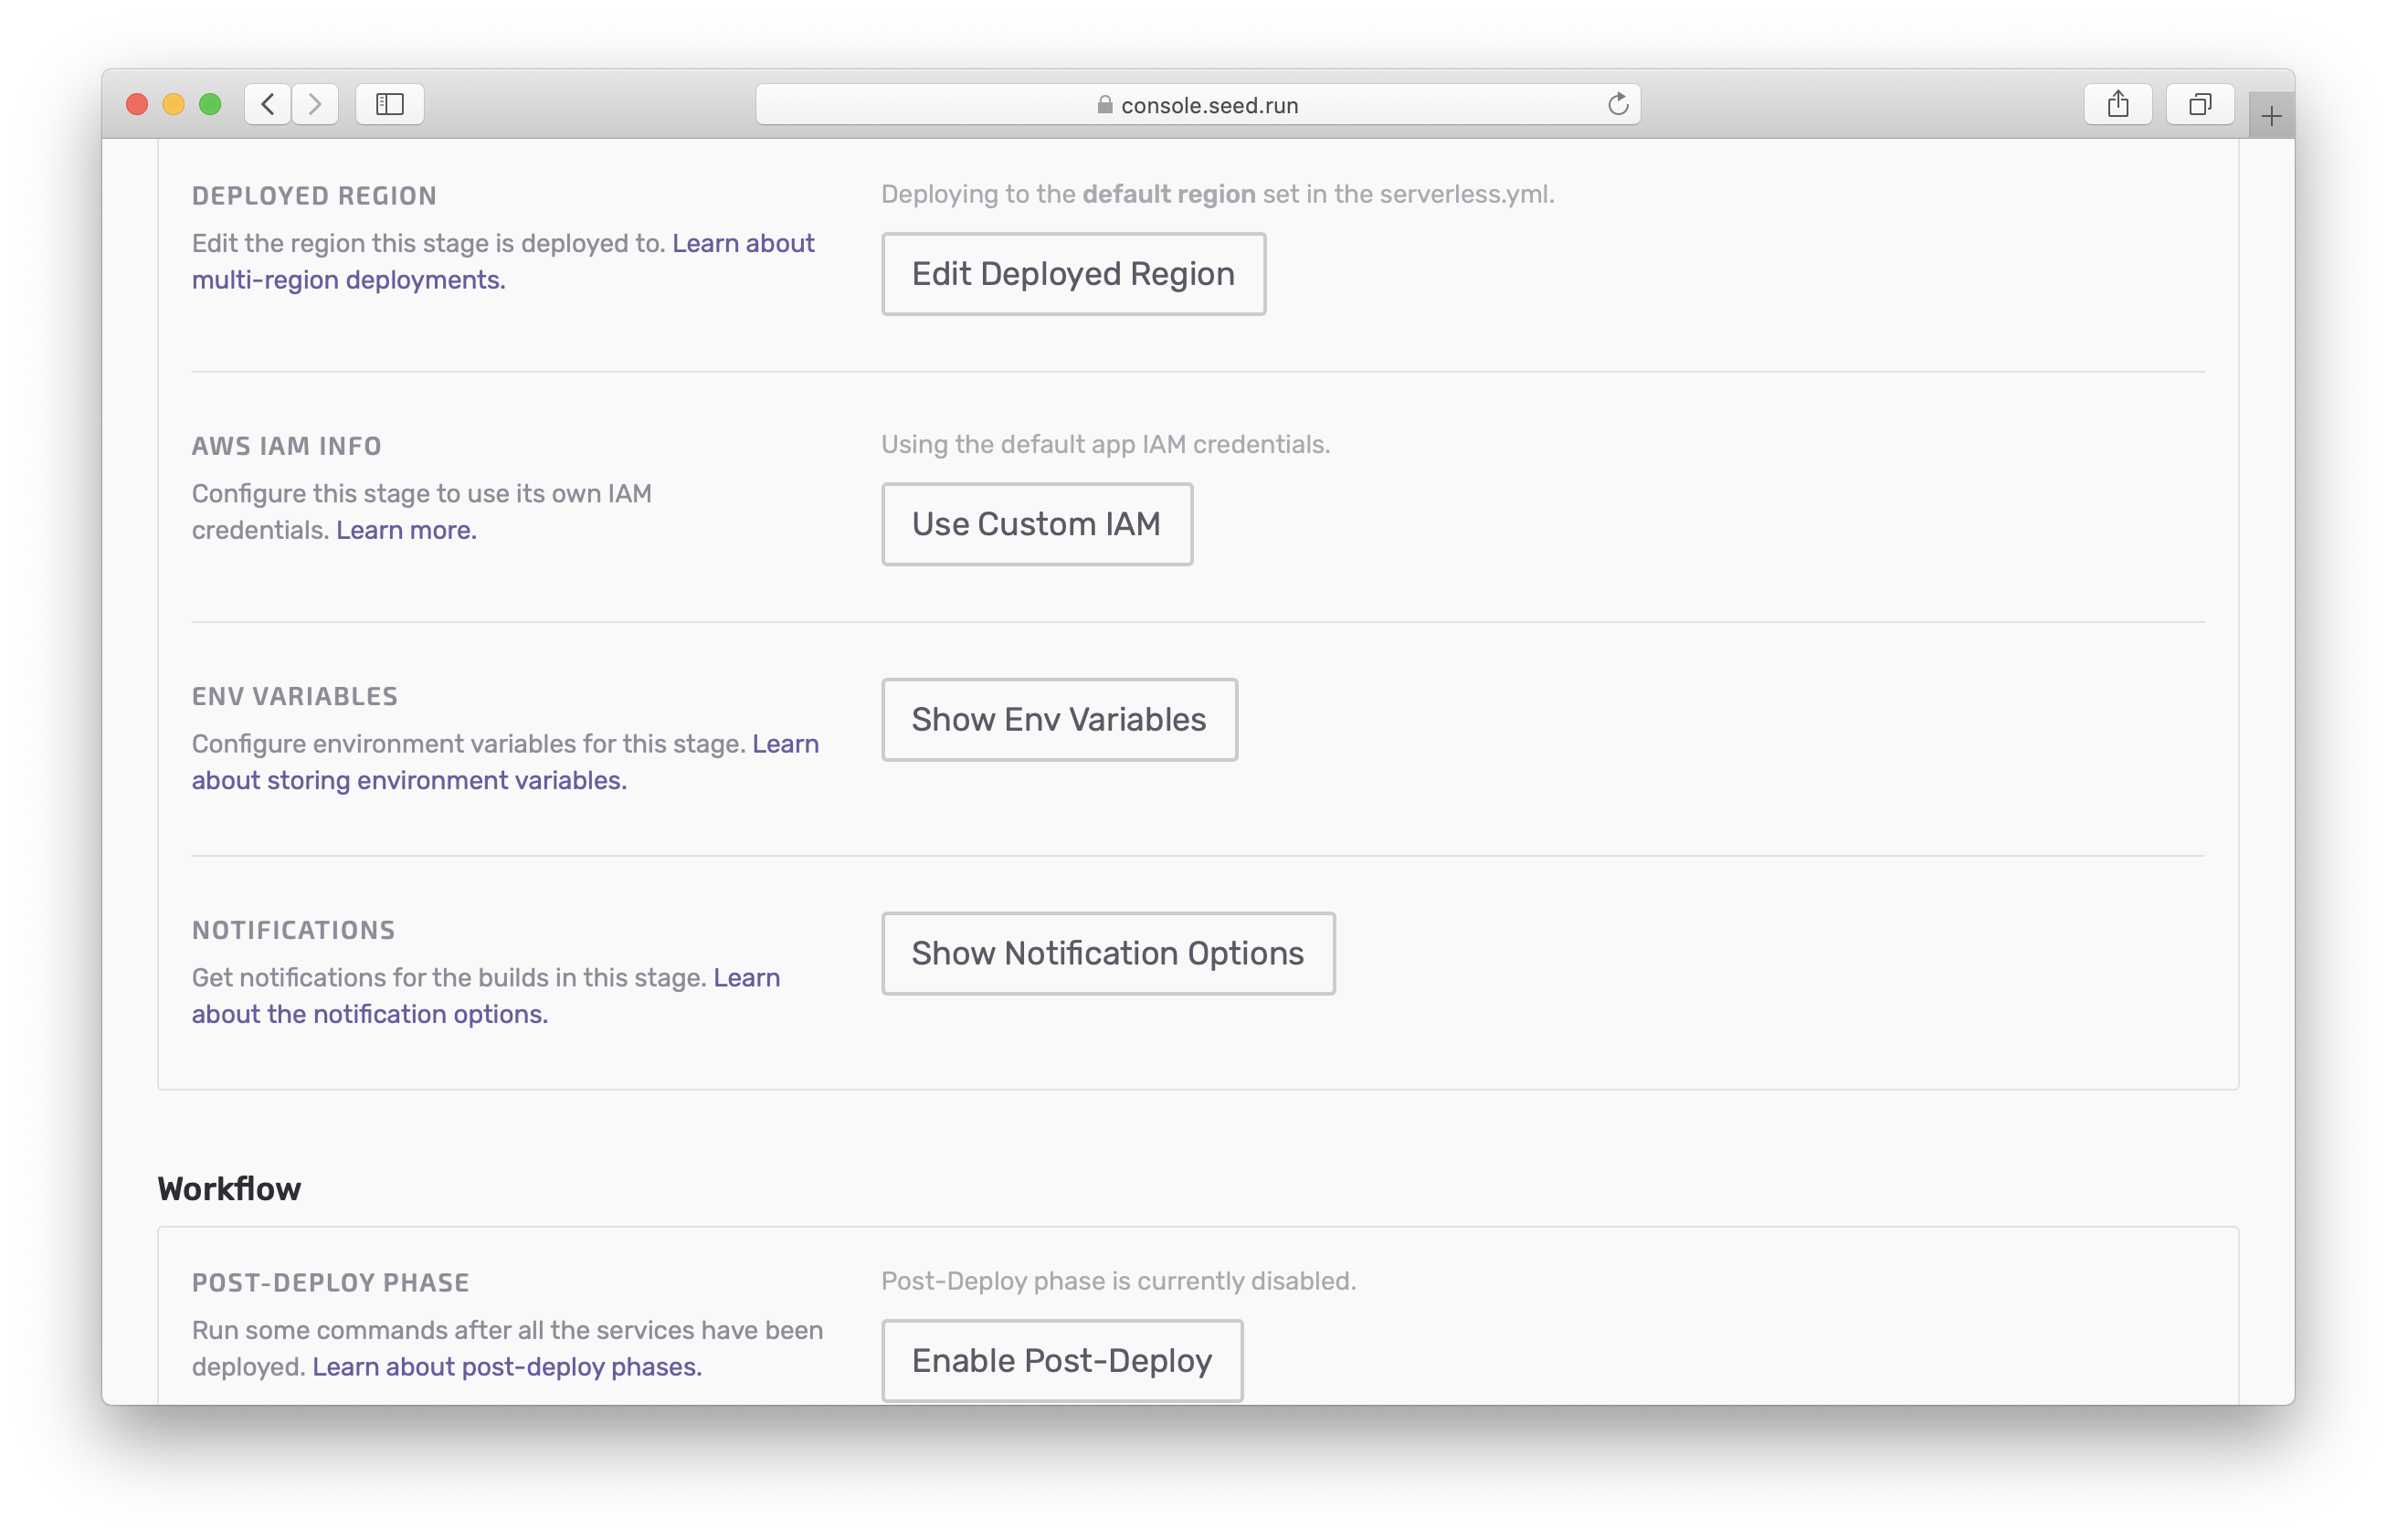 console.seed.run
DEPLOYED REGION
Edit the region this stage is deployed to. Learn about
multi-region deployments.
Deploying to the default region set in the serverless.yml.
Edit Deployed Region
AWS IAM INFO
Configure this stage to use its own IAM
credentials. Learn more.
Using the default app IAM credentials.
Use Custom IAM
ENV VARIABLES
Configure environment variables for this stage. Learn
about storing environment variables.
Show Env Variables
NOTIFICATIONS
Get notifications for the builds in this stage. Learn
about the notification options.
Show Notification Options
Workflow
POST-DEPLOY PHASE
Run some commands after all the services have been
deployed. Learn about post-deploy phases.
Post-Deploy phase is currently disabled.
Enable Post-Deploy